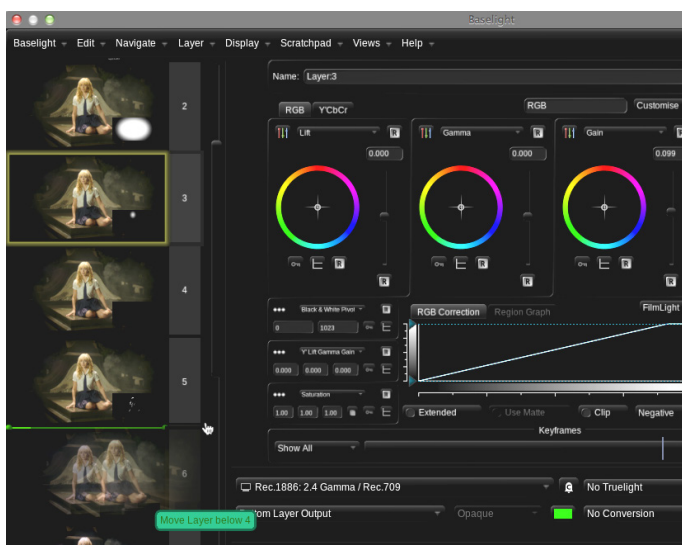 Baselight
Baselight Edit Navigate Layer Display Scratchpad Views Help
Name: Layer:3
2
RGB Y'CbCr RGB Customise
Lift R Gamma R Gain
0.000 0.000 0.099
3
R R
R R
4
Black & White Pivot R RGB Correction Region Graph FilmLight
0 1023
Y' Lift Gamma Gain
0.000 0.000 0.000
5
Saturation R
1.00 1.00 1.00 Extended Use Matte Clip Negative
Keyframes
Show All
6
Rec.1886: 2.4 Gamma / Rec.709 No Truelight
Move Layer below 4
Layer Output Opaque No Conversion